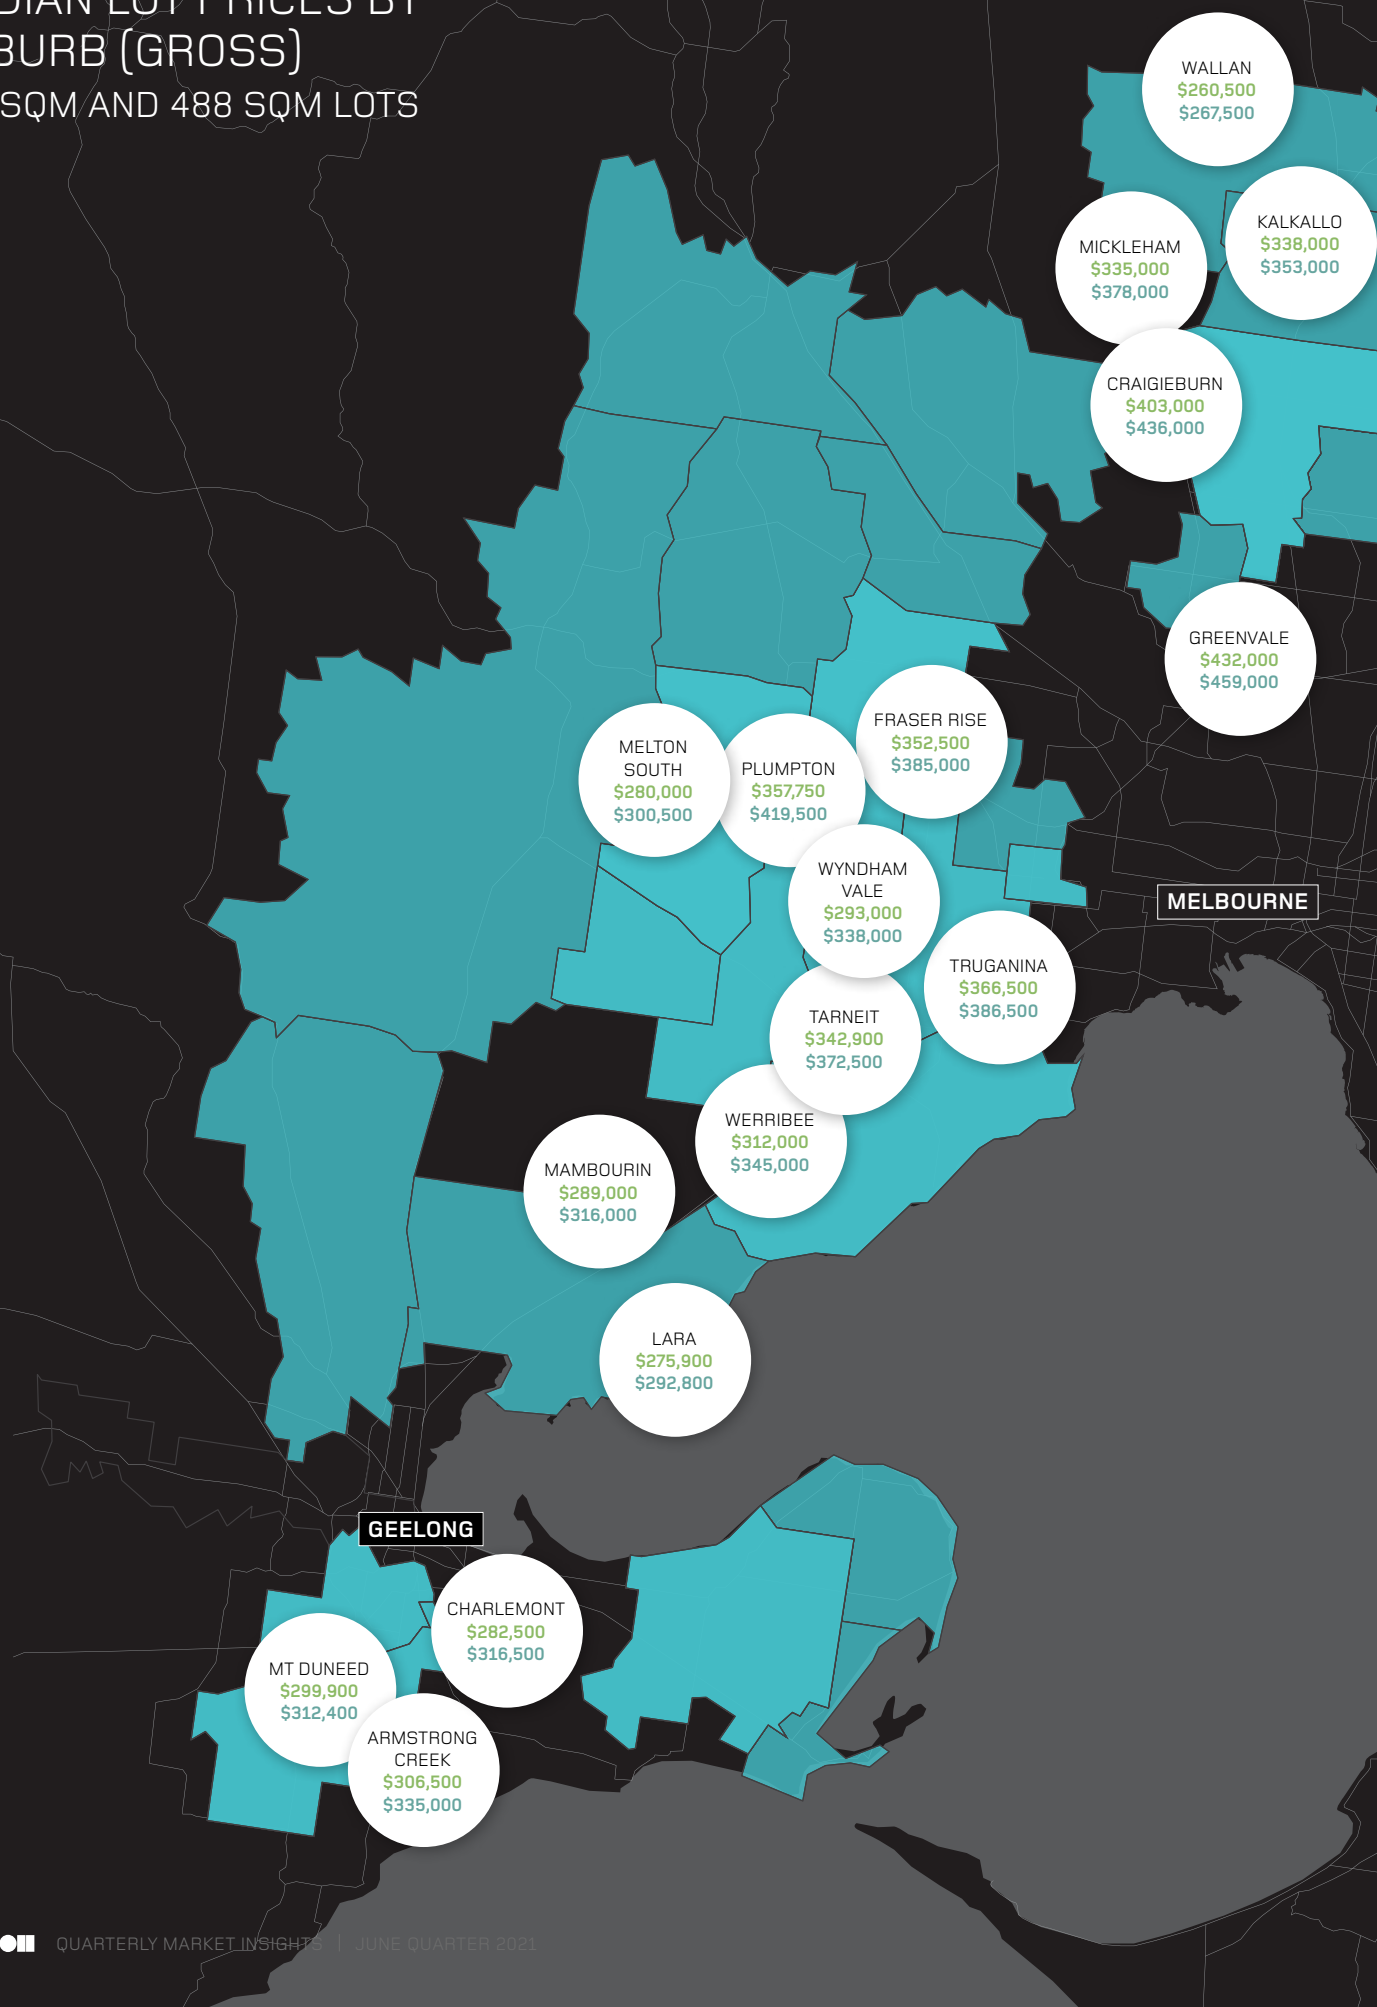 DIAN LOT PRICES BY
BURB (GROSS)
SQM AND 488 SQM LOTS
WALLAN
$260,500
$267,500
KALKALLO
$338,000
$353,000
MICKLEHAM
$335,000
$378,000
CRAIGIEBURN
$403,000
$436,000
GREENVALE
$432,000
$459,000
FRASER RISE
$352,500
$385,000
MELTON
SOUTH
$280,000
$300,500
PLUMPTON
$357,750
$419,500
WYNDHAM
VALE
$293,000
$338,000
MELBOURNE
TRUGANINA
$366,500
$386,500
TARNEIT
$342,900
$372,500
WERRIBEE
$312,000
$345,000
MAMBOURIN
$289,000
$316,000
LARA
$275,900
$292,800
GEELONG
CHARLEMONT
$282,500
$316,500
MT DUNEED
$299,900
$312,400
ARMSTRONG
CREEK
$306,500
$335,000
QUARTERLY MARKET INSIGHTS | JUNE QUARTER 2021